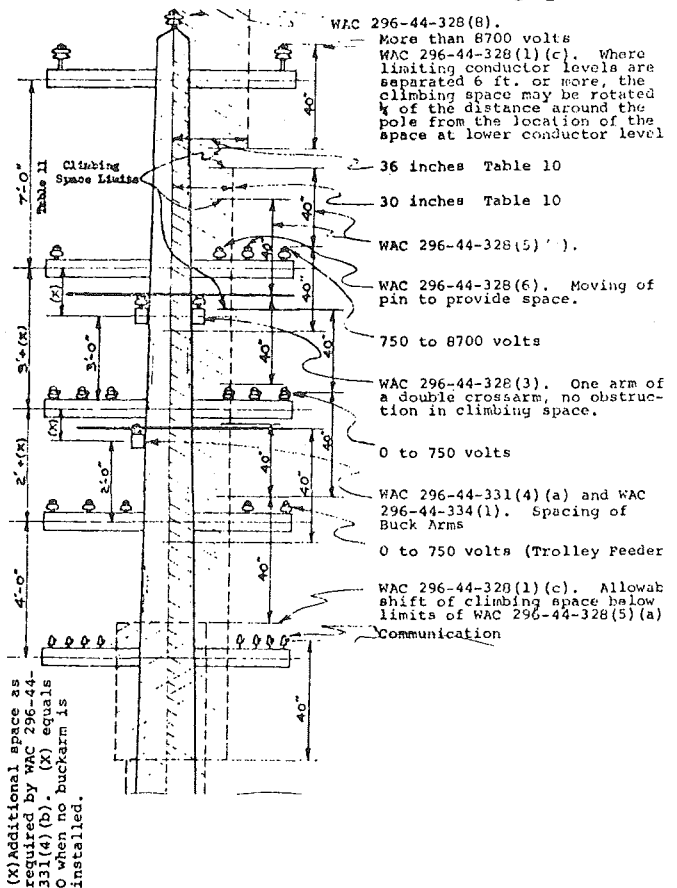 WAC 296-44-328(8).
More than 8700 volts
WAC 296-44-328(1)(c). Where
limiting conductor levels are
separated 6 ft. or more, the
climbing space may be rotated
¼ of the distance around the
pole from the location of the
space at lower conductor level
40"
36 inches Table 10
Climbing
Space Limits
7'-0"
Table 11
30 inches Table 10
40"
WAC 296-44-328(5)' ).
40"
(X)
WAC 296-44-328(6). Moving of
pin to provide space.
40"
3'+(X)
3'-0"
750 to 8700 volts
40"
40"
WAC 296-44-328(3). One arm of
a double crossarm, no obstruc-
tion in climbing space.
(X)
0 to 750 volts
40"
2'+(X)
2'-0"
40"
40"
WAC 296-44-331(4)(a) and WAC
296-44-334(1). Spacing of
Buck Arms
0 to 750 volts (Trolley Feeder
4'-0"
40"
WAC 296-44-328(1)(c). Allowab
shift of climbing space below
limits of WAC 296-44-328(5)(a)
Communication
40"
(X)Additional space as
required by WAC 296-44-
331(4)(b). (X) equals
0 when no buckarm is
installed.